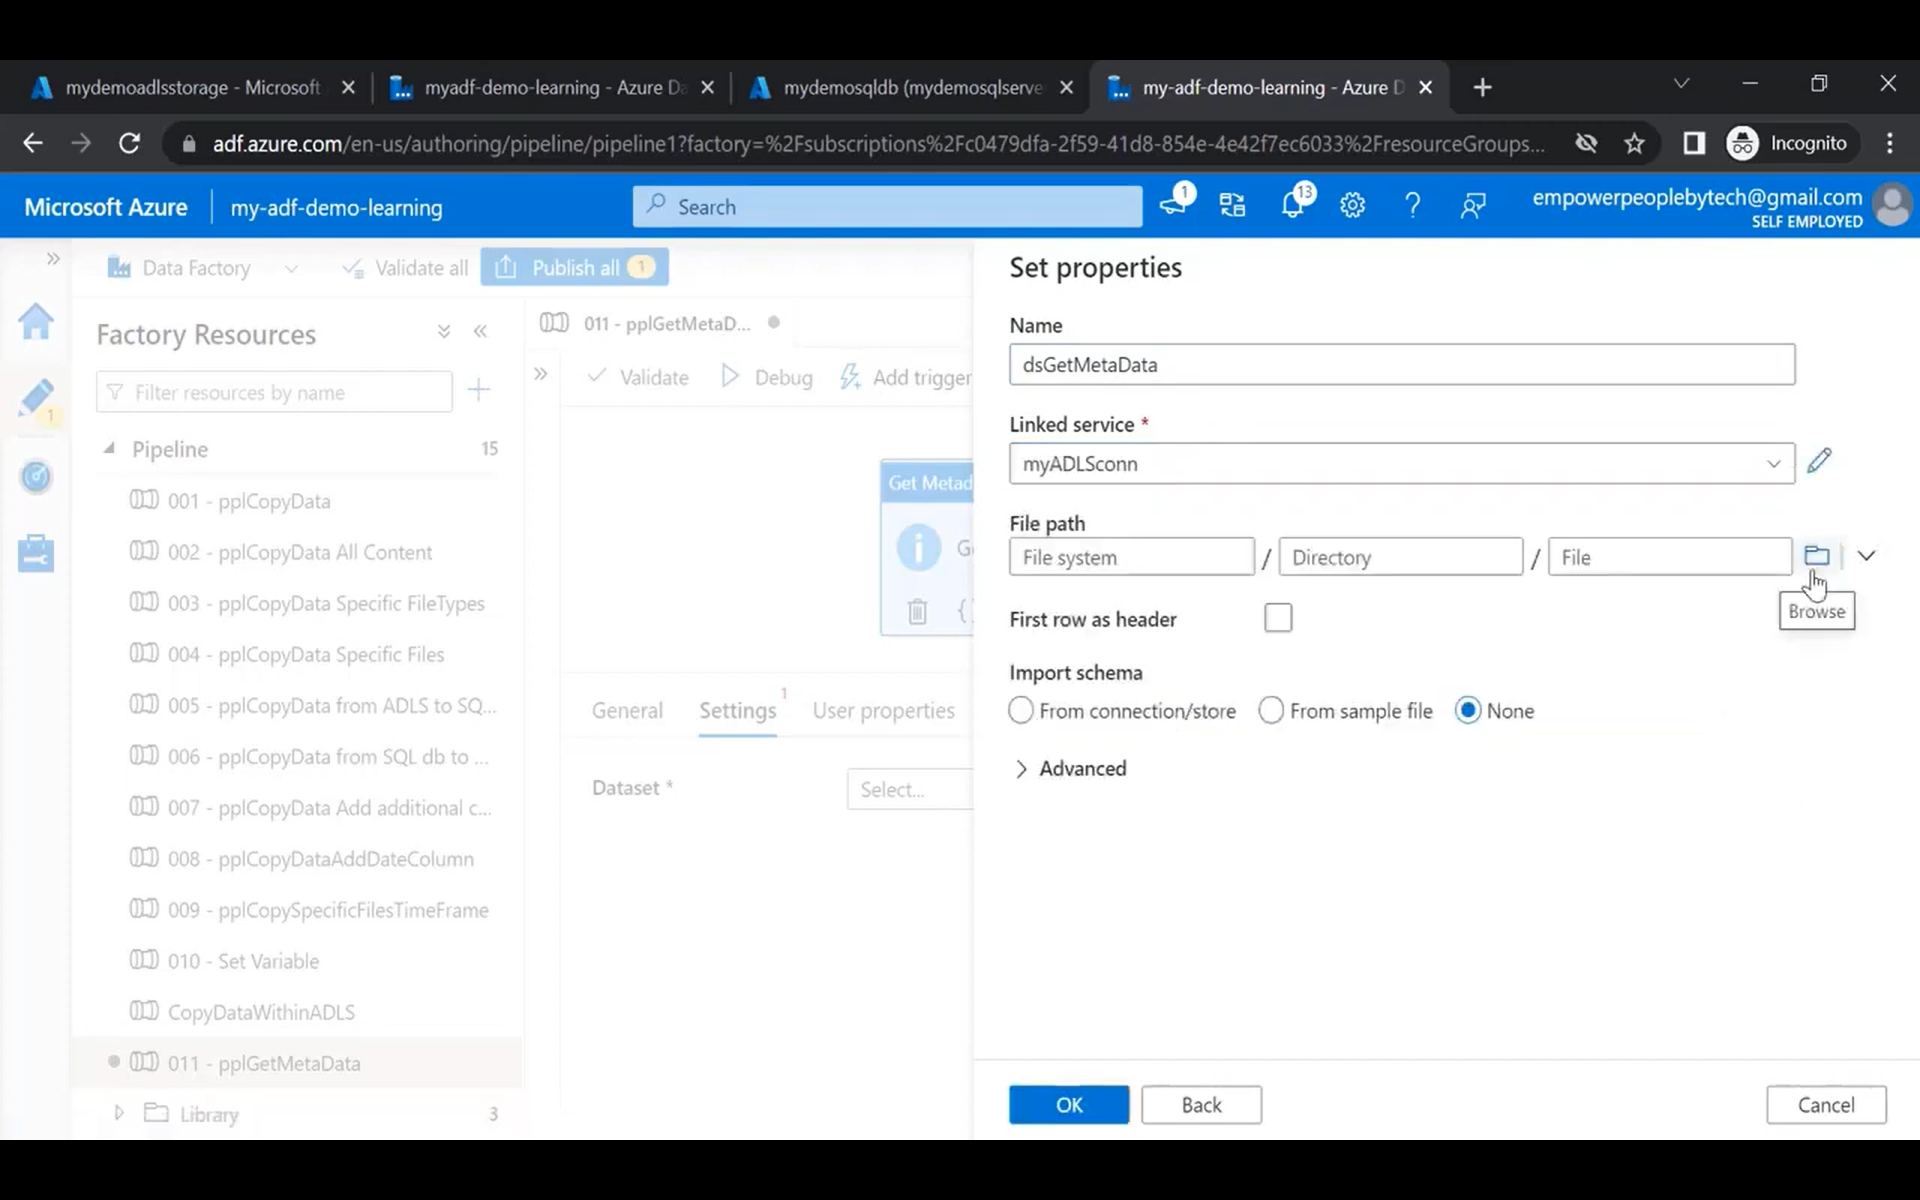 mydemoadlsstorage - Microsoft
myadf-demo-learning - Azure Da
mydemosqldb (mydemosqlserve
my-adf-demo-learning - Azure D
adf.azure.com/en-us/authoring/pipeline/pipeline1?factory=%2Fsubscriptions%2Fc0479dfa-2f59-41d8-854e-4e42f7ec6033%2FresourceGroups...
Incognito
Microsoft Azure
my-adf-demo-learning
Search
1
13
empowerpeoplebytech@gmail.com
SELF EMPLOYED
Data Factory
Validate all
Publish all 1
Factory Resources
Filter resources by name
1
Pipeline 15
001 - pplCopyData
002 - pplCopyData All Content
003 - pplCopyData Specific FileTypes
004 - pplCopyData Specific Files
005 - pplCopyData from ADLS to SQ...
006 - pplCopyData from SQL db to ...
007 - pplCopyData Add additional c...
008 - pplCopyDataAddDateColumn
009 - pplCopySpecificFilesTimeFrame
010 - Set Variable
CopyDataWithinADLS
011 - pplGetMetaData
Library 3
011 - pplGetMetaD...
Validate
Debug
Add trigger
Get Metad
G
General
Settings 1
User properties
Dataset *
Select...
Set properties
Name
dsGetMetaData
Linked service *
myADLSconn
File path
File system / Directory / File
Browse
First row as header
Import schema
From connection/store
From sample file
None
Advanced
OK
Back
Cancel